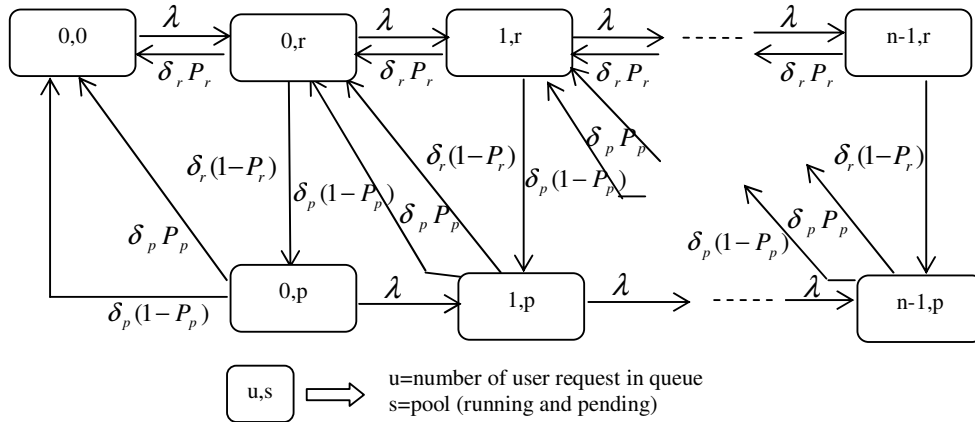 λ λ λ λ
0,0 0,r 1,r n-1,r
δ_r P_r δ_r P_r δ_r P_r δ_r P_r
δ_p P_p
δ_r(1-P_r) δ_p(1-P_p) δ_r(1-P_r) δ_p(1-P_p) δ_r(1-P_r)
δ_p P_p δ_p P_p δ_p(1-P_p) δ_p P_p
0,p λ 1,p λ λ n-1,p
δ_p(1-P_p)
u,s
u=number of user request in queue
s=pool (running and pending)